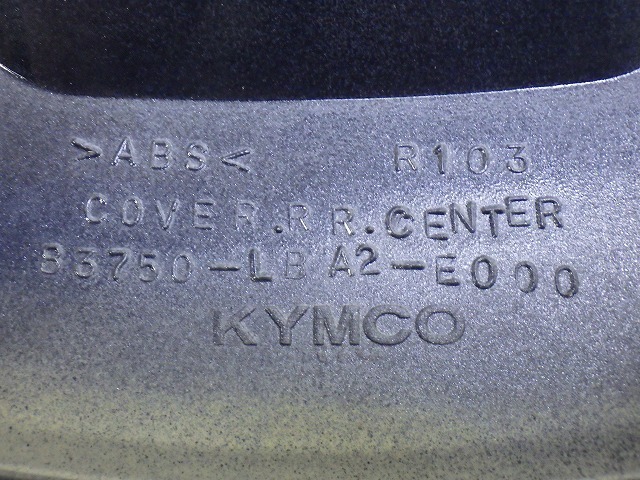 >ABS< R103
COVER.RR.CENTER
83750-LBA2-E000
KYMCO